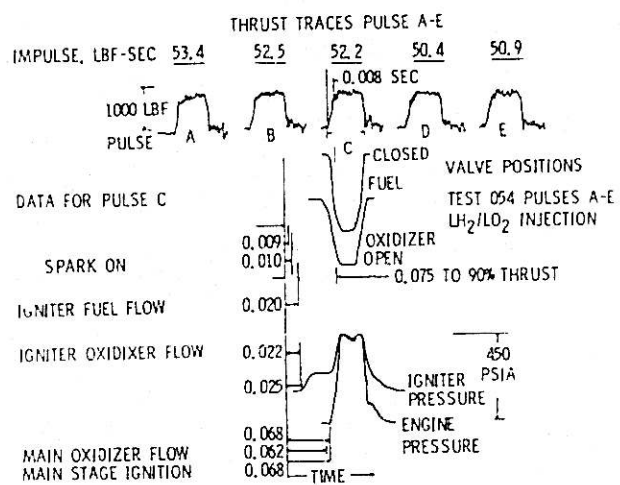 THRUST TRACES PULSE A-E
IMPULSE, LBF-SEC 53.4 52.5 52.2 50.4 50.9
0.008 SEC
1000 LBF
PULSE A B C D E
CLOSED
FUEL
VALVE POSITIONS
DATA FOR PULSE C
TEST 054 PULSES A-E
LH2/LO2 INJECTION
0.009
OXIDIZER
OPEN
SPARK ON
0.010
0.075 TO 90% THRUST
IGNITER FUEL FLOW
0.020
IGNITER OXIDIXER FLOW
0.022
450
PSIA
0.025
IGNITER
PRESSURE
ENGINE
PRESSURE
0.068
MAIN OXIDIZER FLOW
0.062
MAIN STAGE IGNITION
0.068
TIME